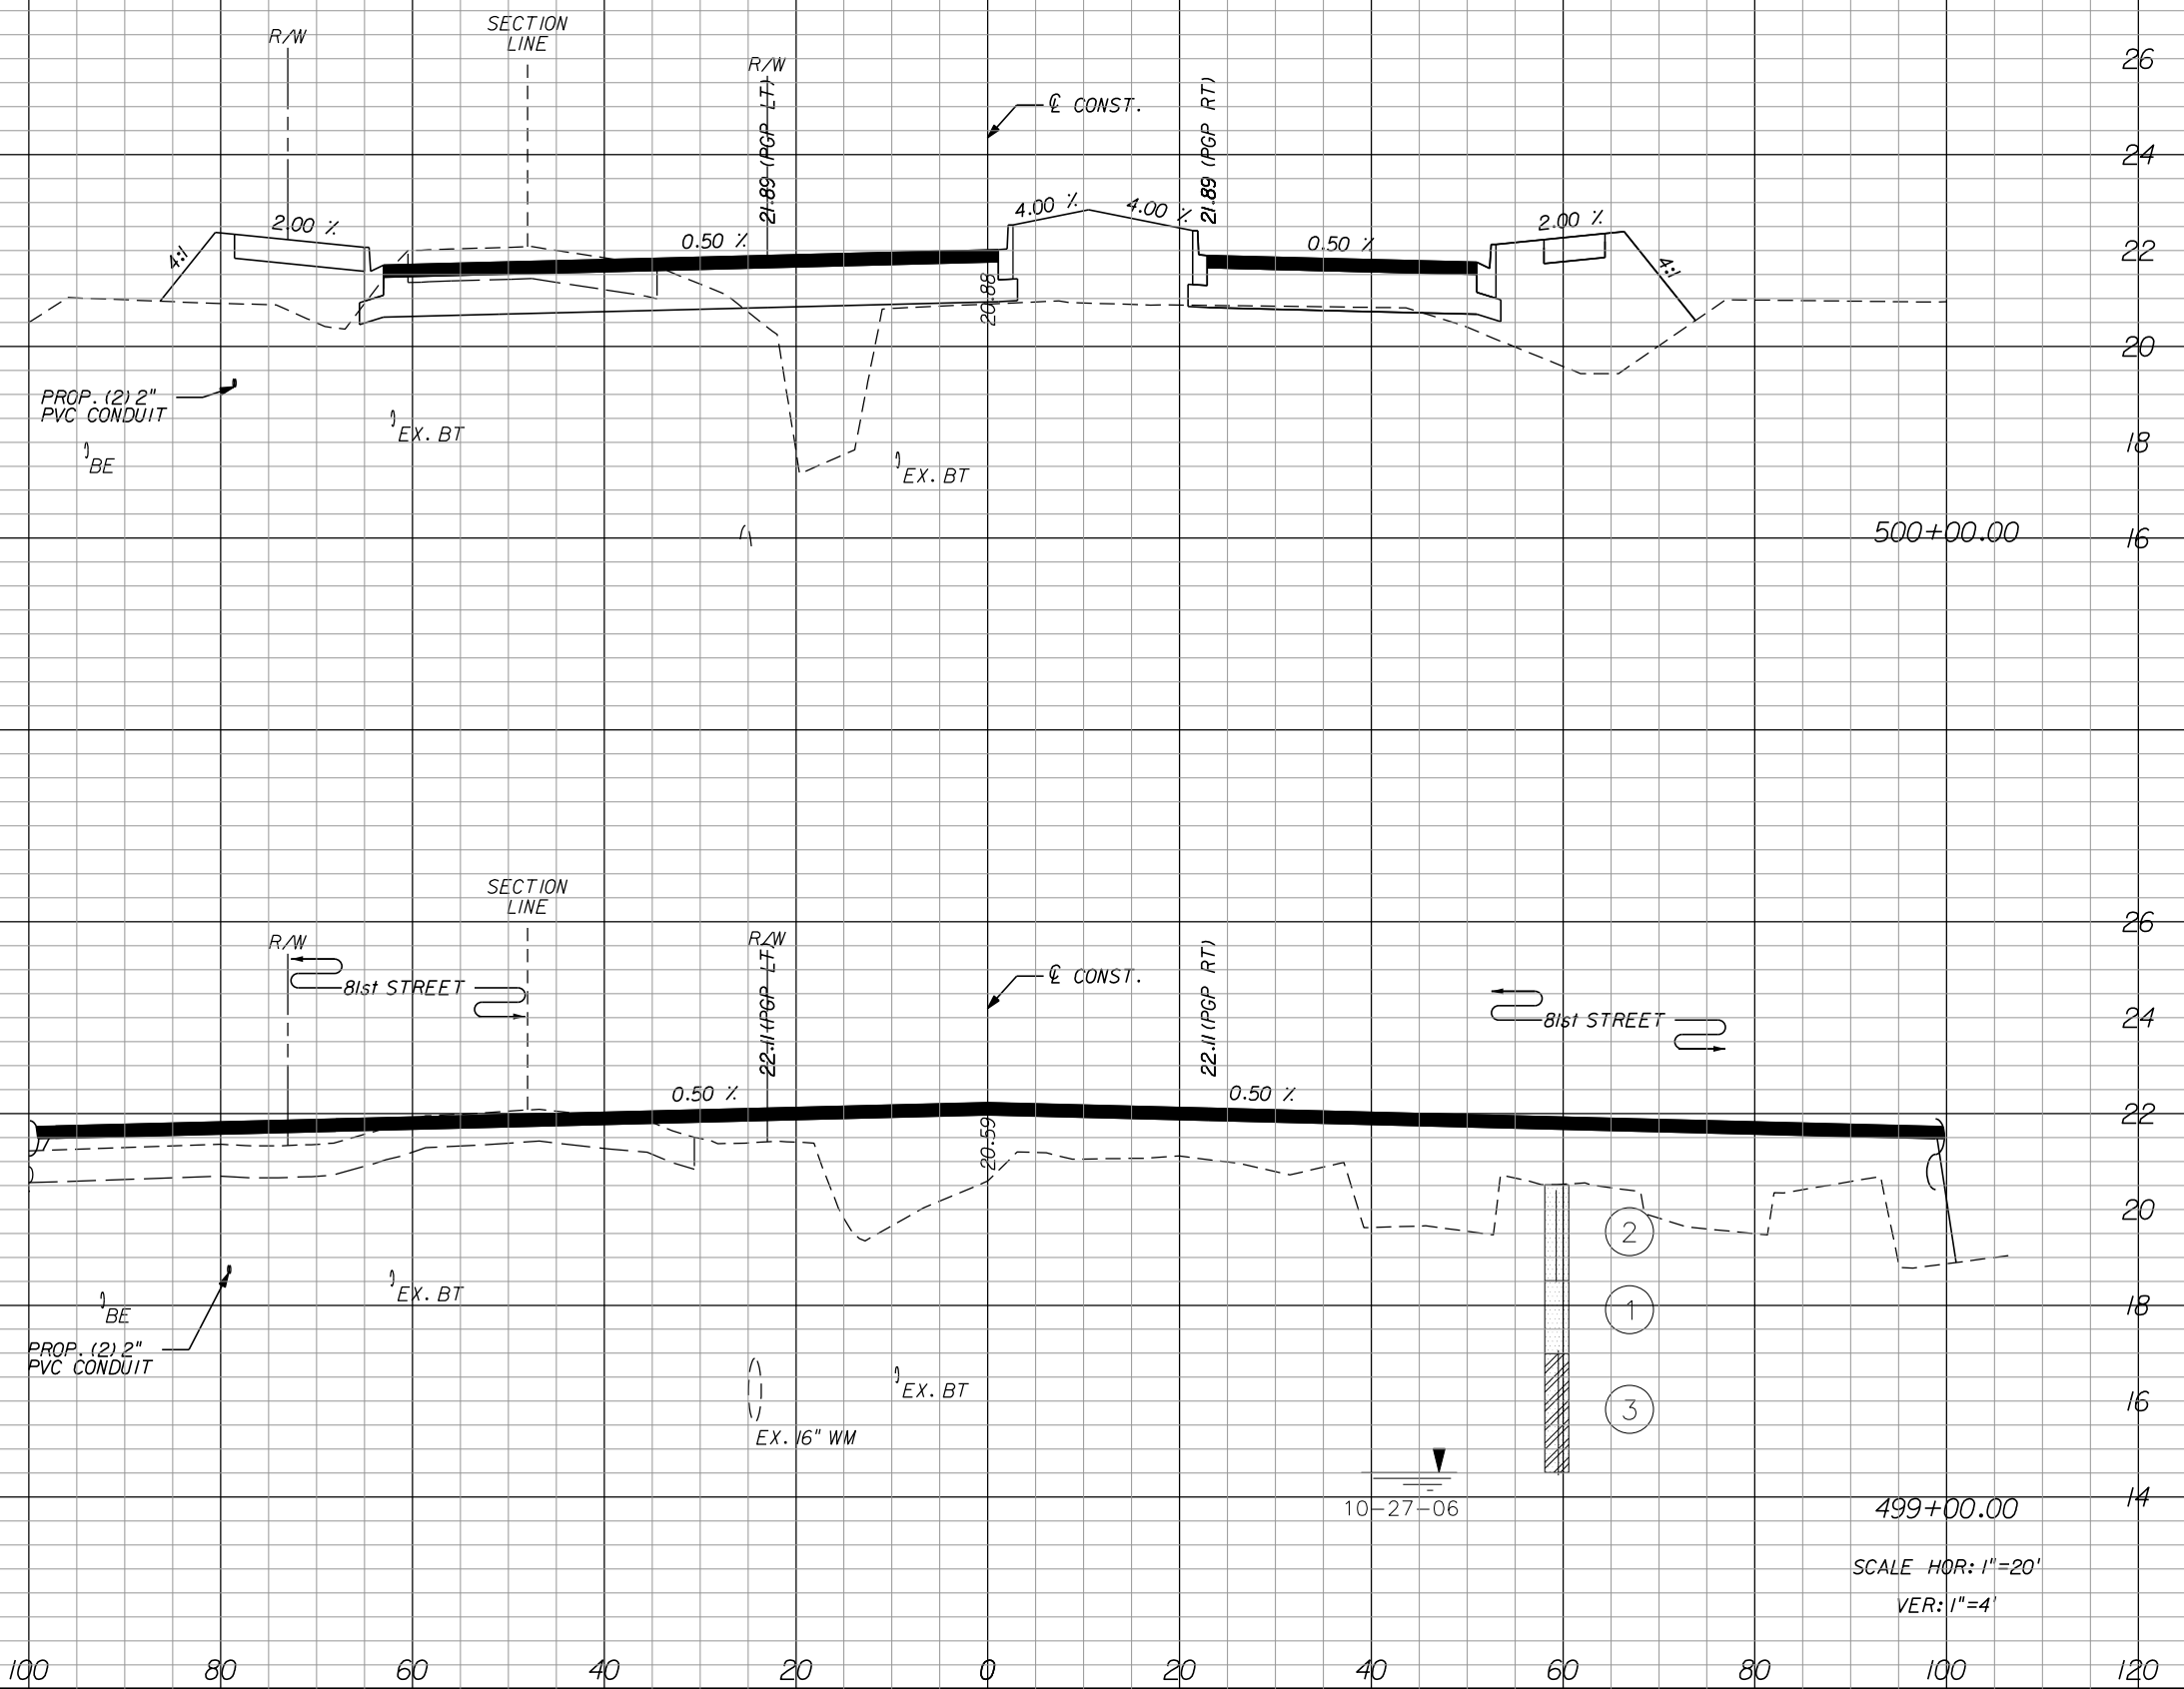 SECTION
LINE
R/W
R/W
26
21.89 (PGP LT)
℄ CONST.
21.89 (PGP RT)
24
2.00 %
4:1
0.50 %
4.00 %
4.00 %
0.50 %
2.00 %
4:1
22
20.88
20
PROP. (2) 2"
PVC CONDUIT
EX. BT
BE
EX. BT
18
500+00.00
16
SECTION
LINE
26
R/W
R/W
22.11 (PGP LT)
℄ CONST.
22.11 (PGP RT)
81st STREET
81st STREET
24
0.50 %
0.50 %
22
20.59
20
2
EX. BT
BE
1
18
PROP. (2) 2"
PVC CONDUIT
EX. BT
16
3
EX. 16" WM
10-27-06
499+00.00
14
SCALE HOR: 1"=20'
VER: 1"=4'
100 80 60 40 20 0 20 40 60 80 100 120